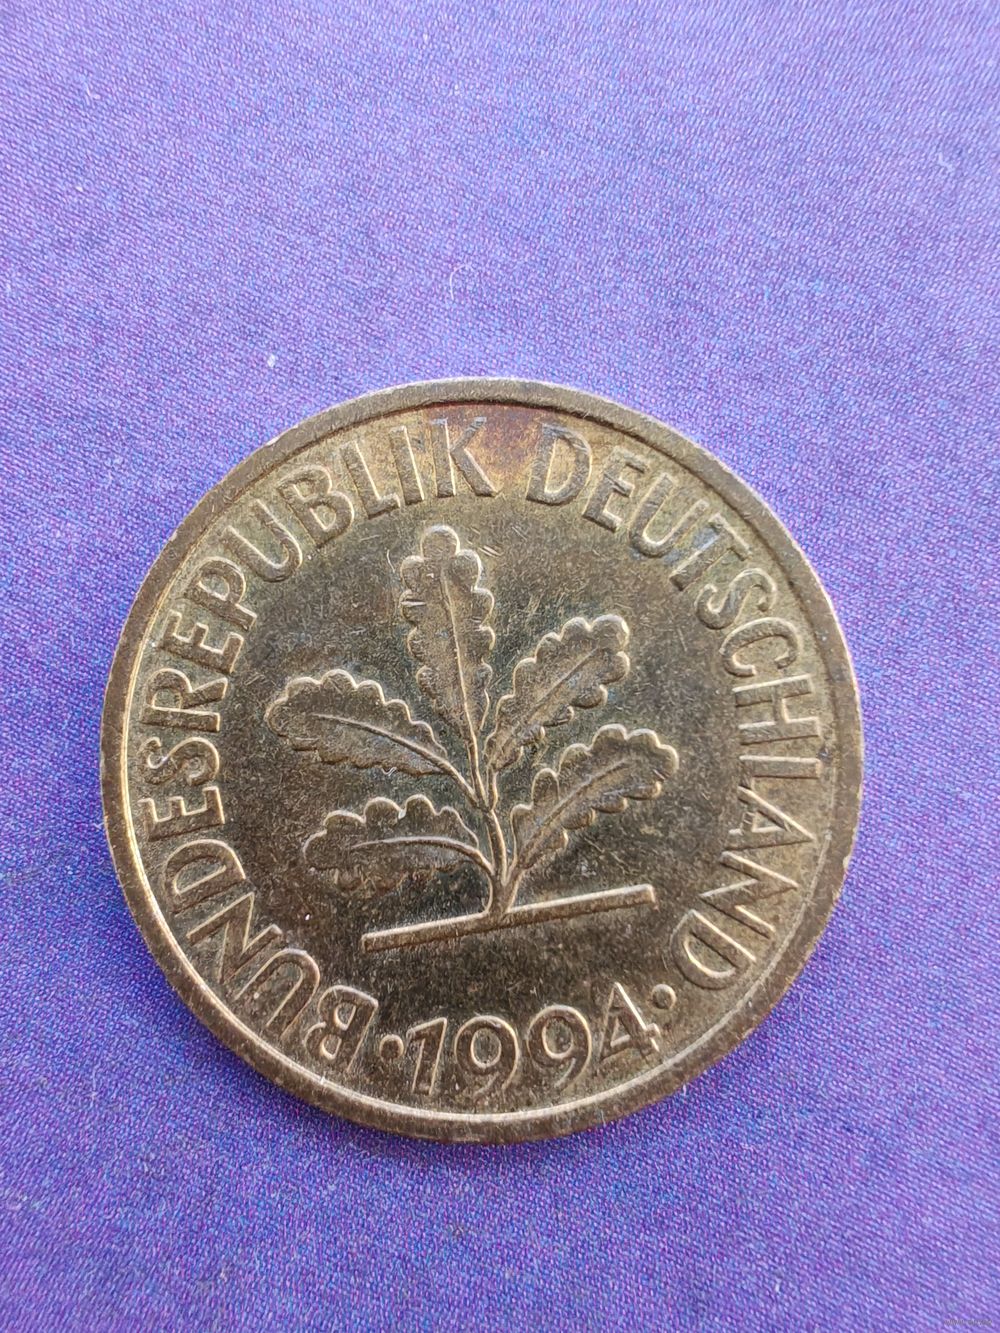 BUNDESREPUBLIK DEUTSCHLAND
· 1994 ·